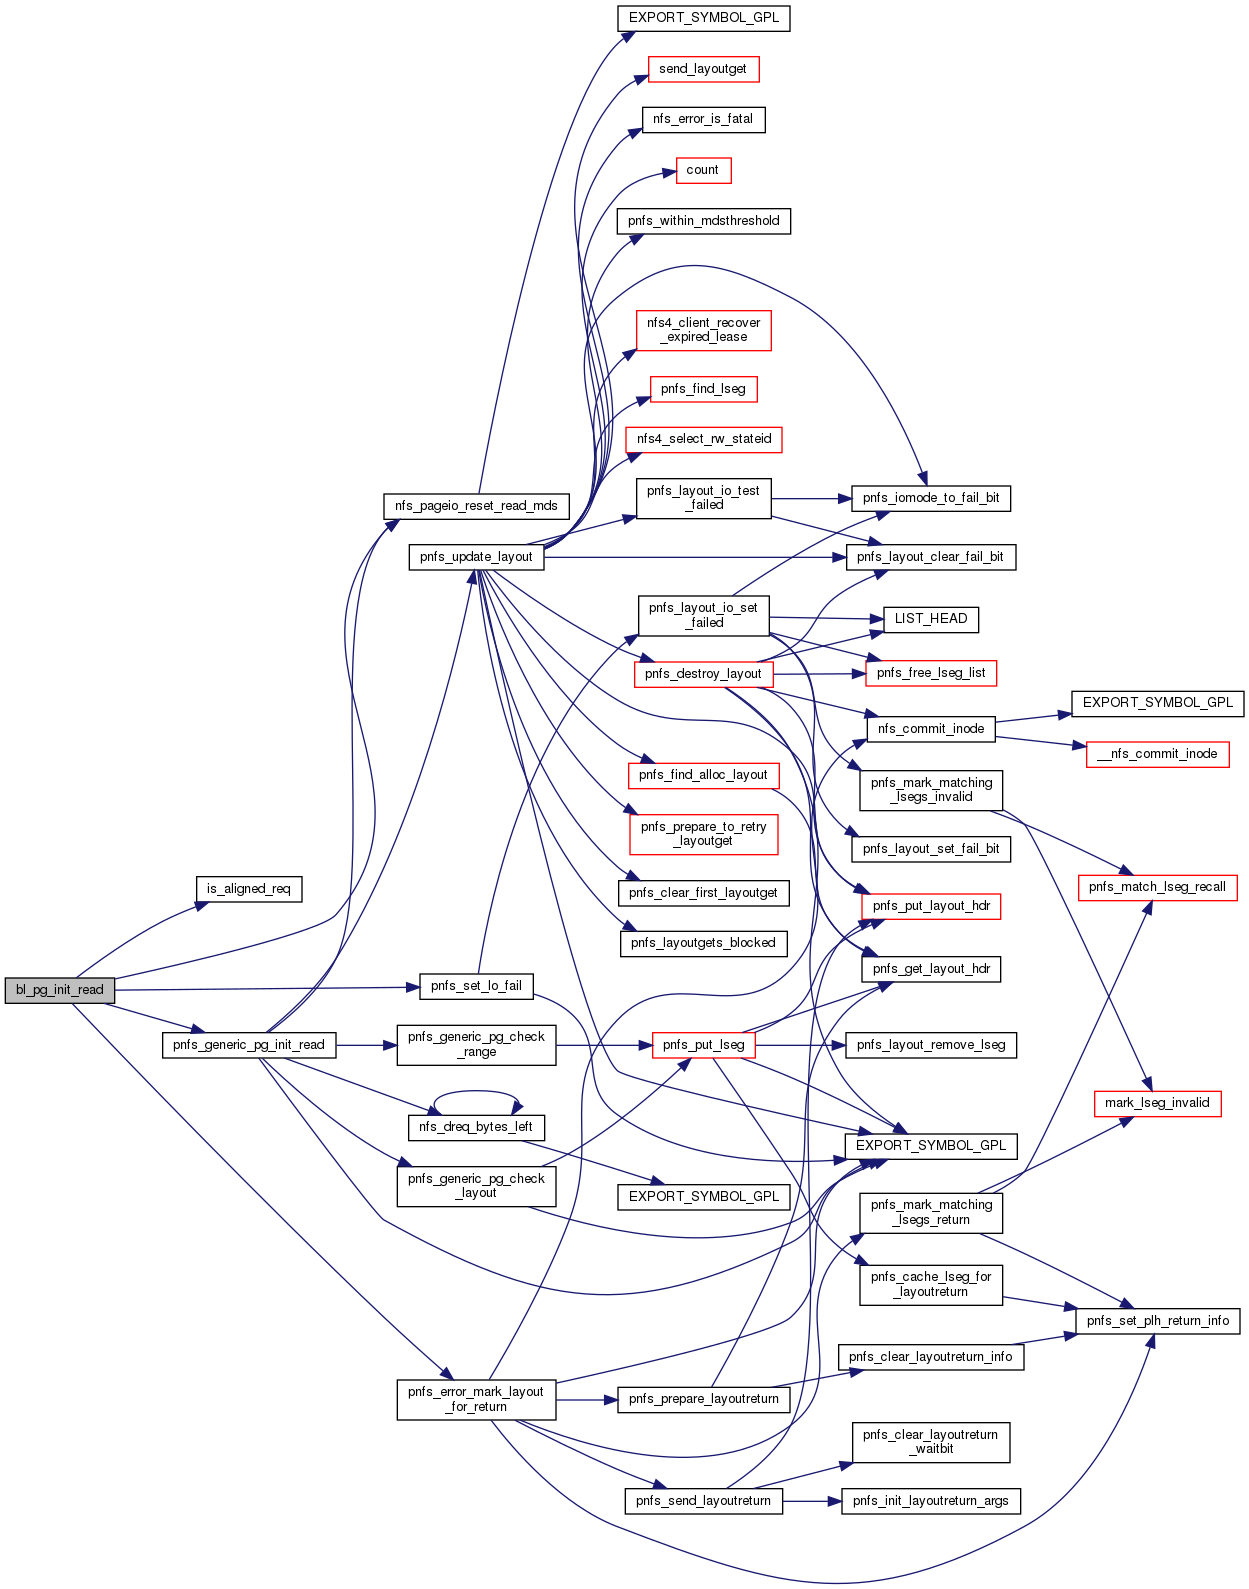 EXPORT_SYMBOL_GPL
send_layoutget
nfs_error_is_fatal
count
pnfs_within_mdsthreshold
nfs4_client_recover
_expired_lease
pnfs_find_lseg
nfs4_select_rw_stateid
pnfs_layout_io_test
_failed
pnfs_iomode_to_fail_bit
nfs_pageio_reset_read_mds
pnfs_update_layout
pnfs_layout_clear_fail_bit
pnfs_layout_io_set
_failed
LIST_HEAD
pnfs_destroy_layout
pnfs_free_lseg_list
EXPORT_SYMBOL_GPL
nfs_commit_inode
__nfs_commit_inode
pnfs_find_alloc_layout
pnfs_mark_matching
_lsegs_invalid
pnfs_prepare_to_retry
_layoutget
pnfs_layout_set_fail_bit
is_aligned_req
pnfs_clear_first_layoutget
pnfs_match_lseg_recall
pnfs_put_layout_hdr
pnfs_layoutgets_blocked
pnfs_get_layout_hdr
bl_pg_init_read
pnfs_set_lo_fail
pnfs_generic_pg_init_read
pnfs_generic_pg_check
_range
pnfs_put_lseg
pnfs_layout_remove_lseg
mark_lseg_invalid
nfs_dreq_bytes_left
EXPORT_SYMBOL_GPL
pnfs_generic_pg_check
_layout
EXPORT_SYMBOL_GPL
pnfs_mark_matching
_lsegs_return
pnfs_cache_lseg_for
_layoutreturn
pnfs_set_plh_return_info
pnfs_clear_layoutreturn_info
pnfs_error_mark_layout
_for_return
pnfs_prepare_layoutreturn
pnfs_clear_layoutreturn
_waitbit
pnfs_send_layoutreturn
pnfs_init_layoutreturn_args